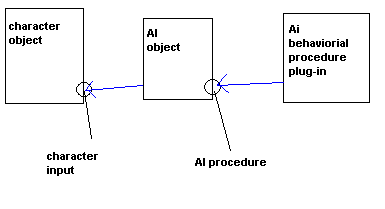 character
object
AI
object
Ai
behaviorial
procedure
plug-in
character
input
AI procedure